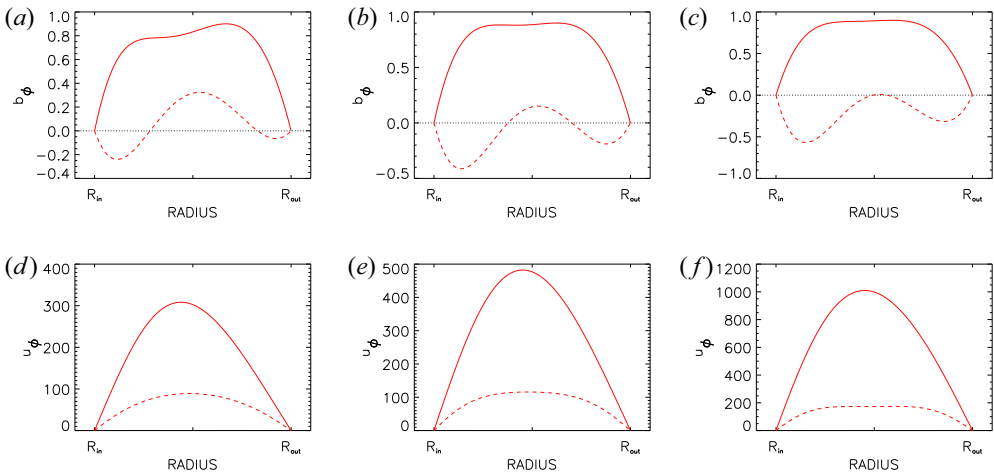 (a)
1.0
0.8
0.6
0.4
0.2
0.0
−0.2
−0.4
bϕ
Rin
Rout
RADIUS
(b)
1.0
0.5
0.0
−0.5
bϕ
Rin
Rout
RADIUS
(c)
1.0
0.5
0.0
−0.5
−1.0
bϕ
Rin
Rout
RADIUS
(d)
400
300
200
100
0
uϕ
Rin
Rout
RADIUS
(e)
500
400
300
200
100
0
uϕ
Rin
Rout
RADIUS
(f)
1200
1000
800
600
400
200
0
uϕ
Rin
Rout
RADIUS